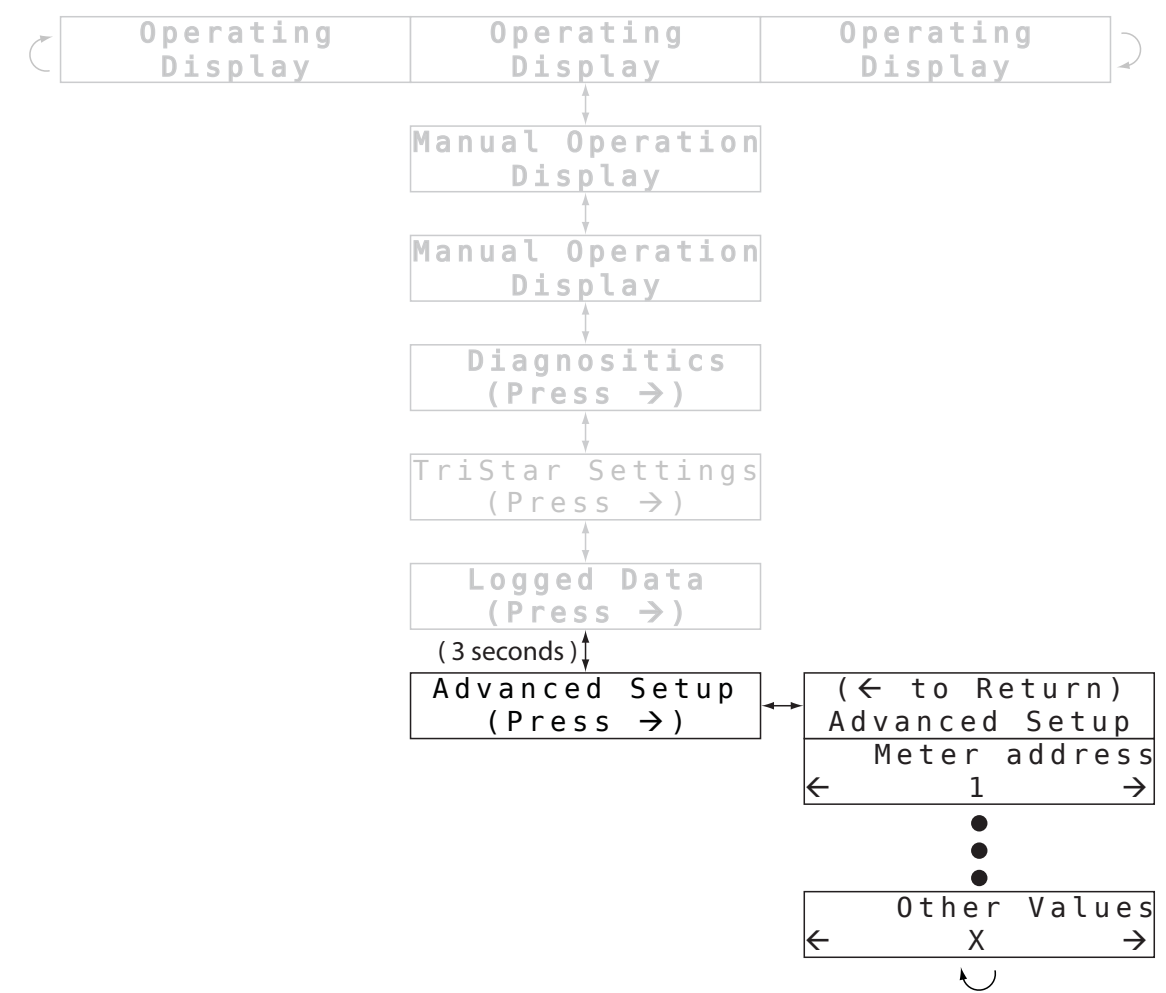 Operating Operating Operating
Display Display Display
Manual Operation
Display
Manual Operation
Display
Diagnositics
(Press →)
TriStar Settings
(Press →)
Logged Data
(Press →)
( 3 seconds )
Advanced Setup
(Press →)
(← to Return)
Advanced Setup
Meter address
← 1 →
Other Values
← X →